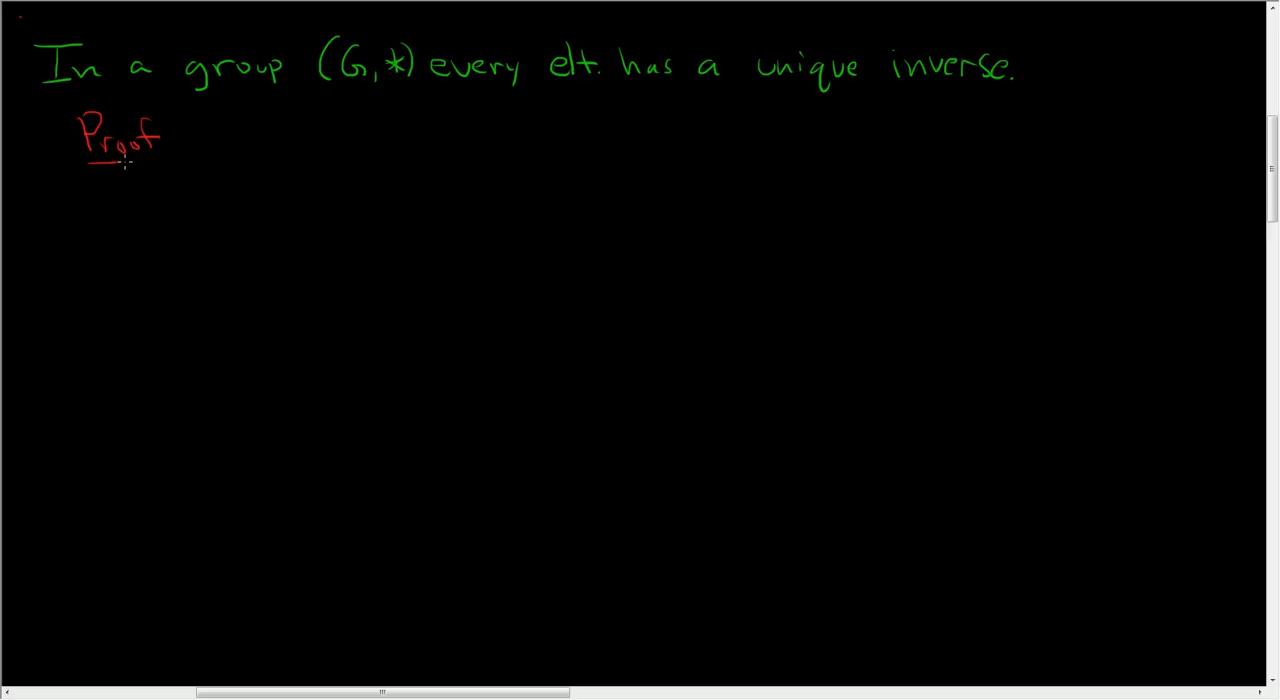 In a group (G,*) every elt. has a unique inverse.
Proof